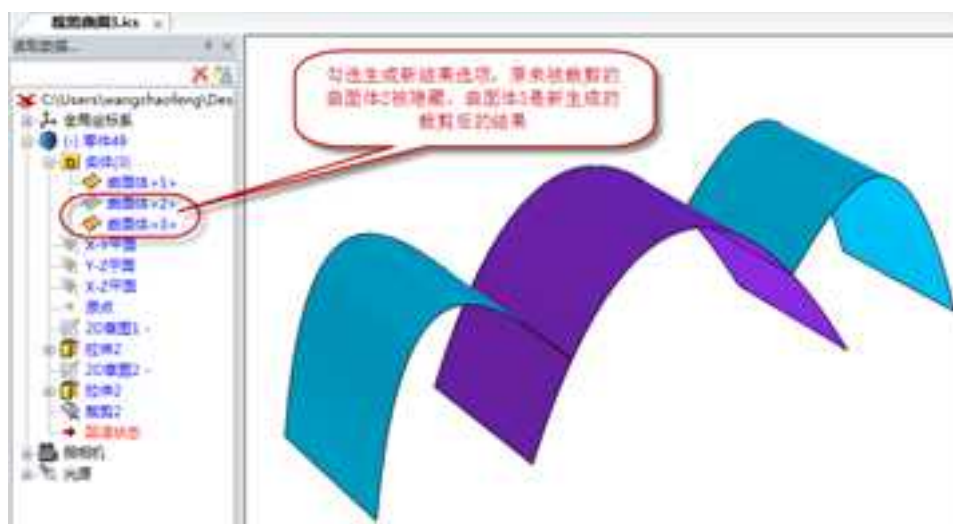 裁剪曲面3.ics
C:\Users\wangshaofeng\Des
全局坐标系
(-) 零件49
实体(3)
曲面体<1>
曲面体<2>
曲面体<3>
X-Y平面
Y-Z平面
X-Z平面
原点
2D草图1 -
拉伸2
2D草图2 -
拉伸2
裁剪2
回滚状态
照相机
光源
勾选生成新结果选项，原来被裁剪的
曲面体2被隐藏，曲面体3是新生成的
裁剪后的结果